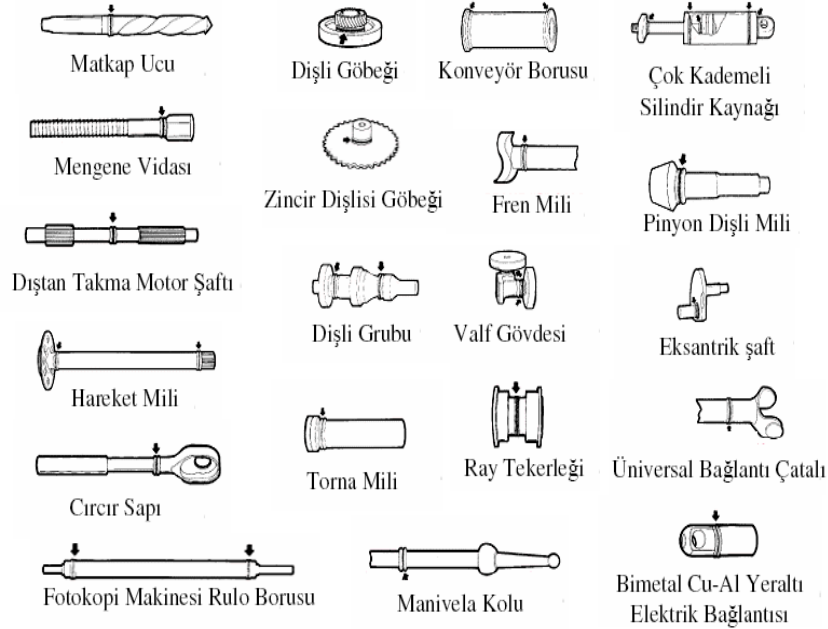 Matkap Ucu
Dişli Göbeği
Konveyör Borusu
Çok Kademeli
Silindir Kaynağı
Mengene Vidası
Zincir Dişlisi Göbeği
Fren Mili
Pinyon Dişli Mili
Dıştan Takma Motor Şaftı
Dişli Grubu
Valf Gövdesi
Eksantrik şaft
Hareket Mili
Torna Mili
Ray Tekerleği
Üniversal Bağlantı Çatalı
Cırcır Sapı
Fotokopi Makinesi Rulo Borusu
Manivela Kolu
Bimetal Cu-Al Yeraltı
Elektrik Bağlantısı